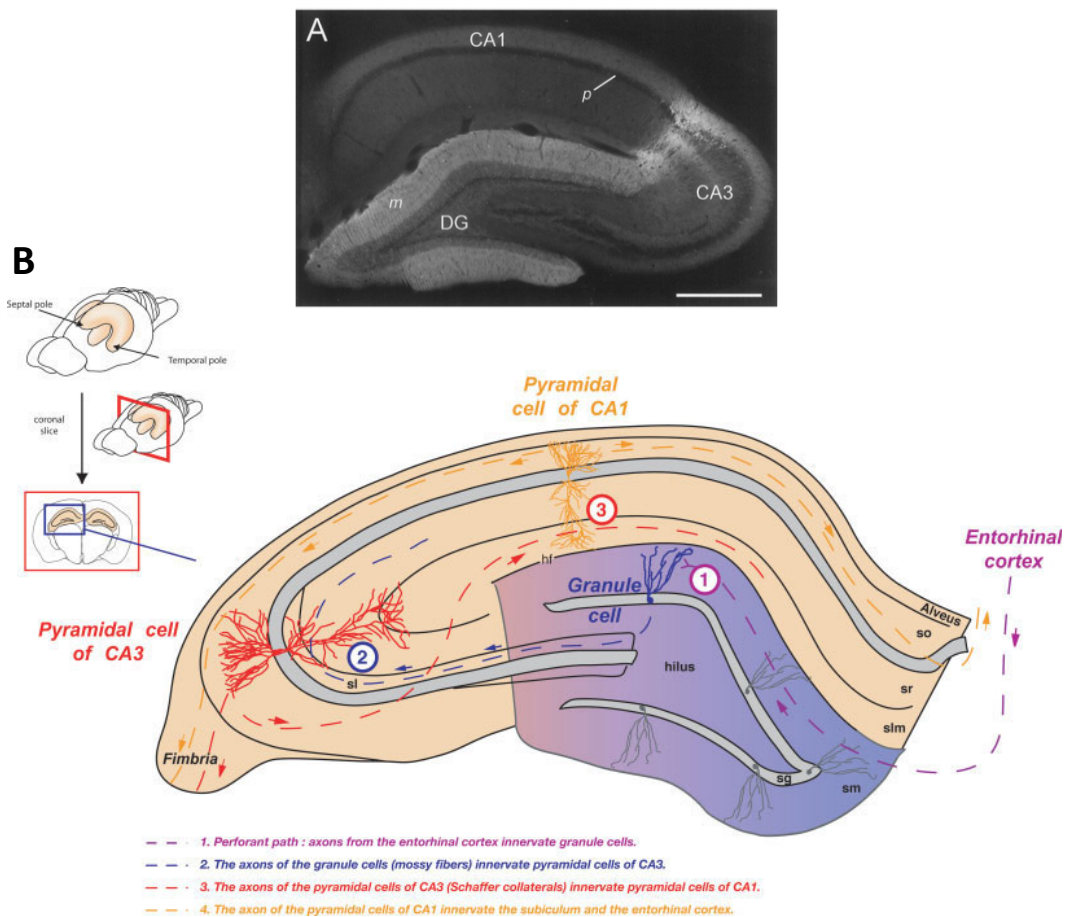 A
CA1
p
CA3
m
DG
B
Septal pole
Temporal pole
coronal
slice
Pyramidal
cell of CA1
3
Entorhinal
cortex
hf
1
Granule
cell
Alveus
so
Pyramidal cell
of CA3
2
sl
hilus
sr
slm
Fimbria
sg
sm
1. Perforant path : axons from the entorhinal cortex innervate granule cells.
2. The axons of the granule cells (mossy fibers) innervate pyramidal cells of CA3.
3. The axons of the pyramidal cells of CA3 (Schaffer collaterals) innervate pyramidal cells of CA1.
4. The axon of the pyramidal cells of CA1 innervate the subiculum and the entorhinal cortex.